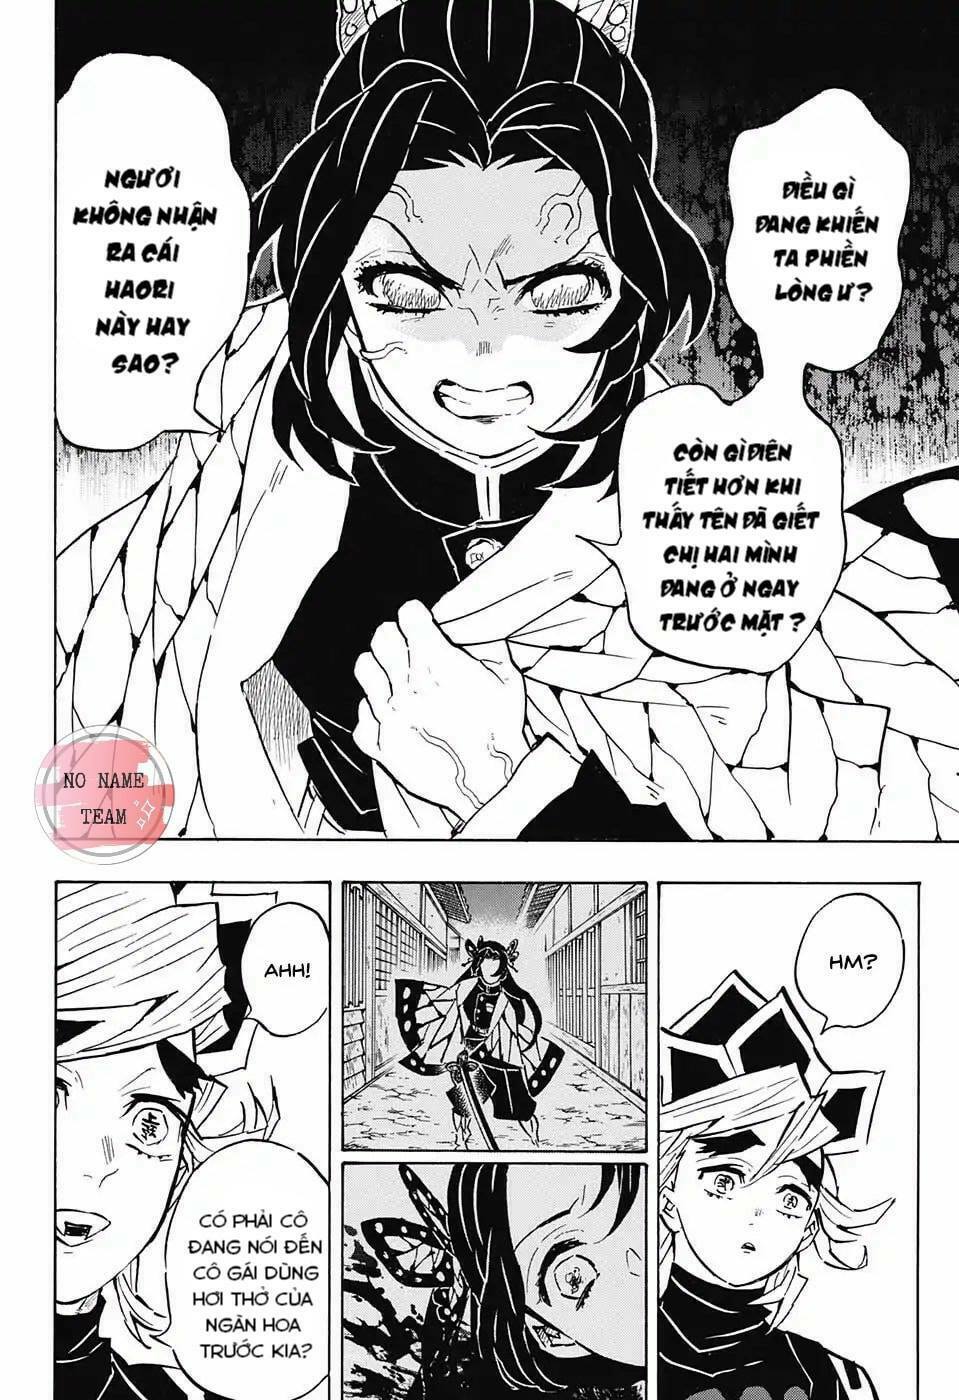 ĐIỀU GÌ
ĐANG KHIẾN
TA PHIỀN
LÒNG Ư?
CÒN GÌ ĐIÊN
TIẾT HƠN KHI
THẤY TÊN ĐÃ GIẾT
CHỊ HAI MÌNH
ĐANG Ở NGAY
TRƯỚC MẶT?
NGƯƠI
KHÔNG NHẬN
RA CÁI
HAORI
NÀY HAY
SAO?
NO NAME
TEAM
HM?
AHH!
CÓ PHẢI CÔ
ĐANG NÓI ĐẾN
CÔ GÁI DÙNG
HƠI THỞ CỦA
NGÀN HOA
TRƯỚC KIA?